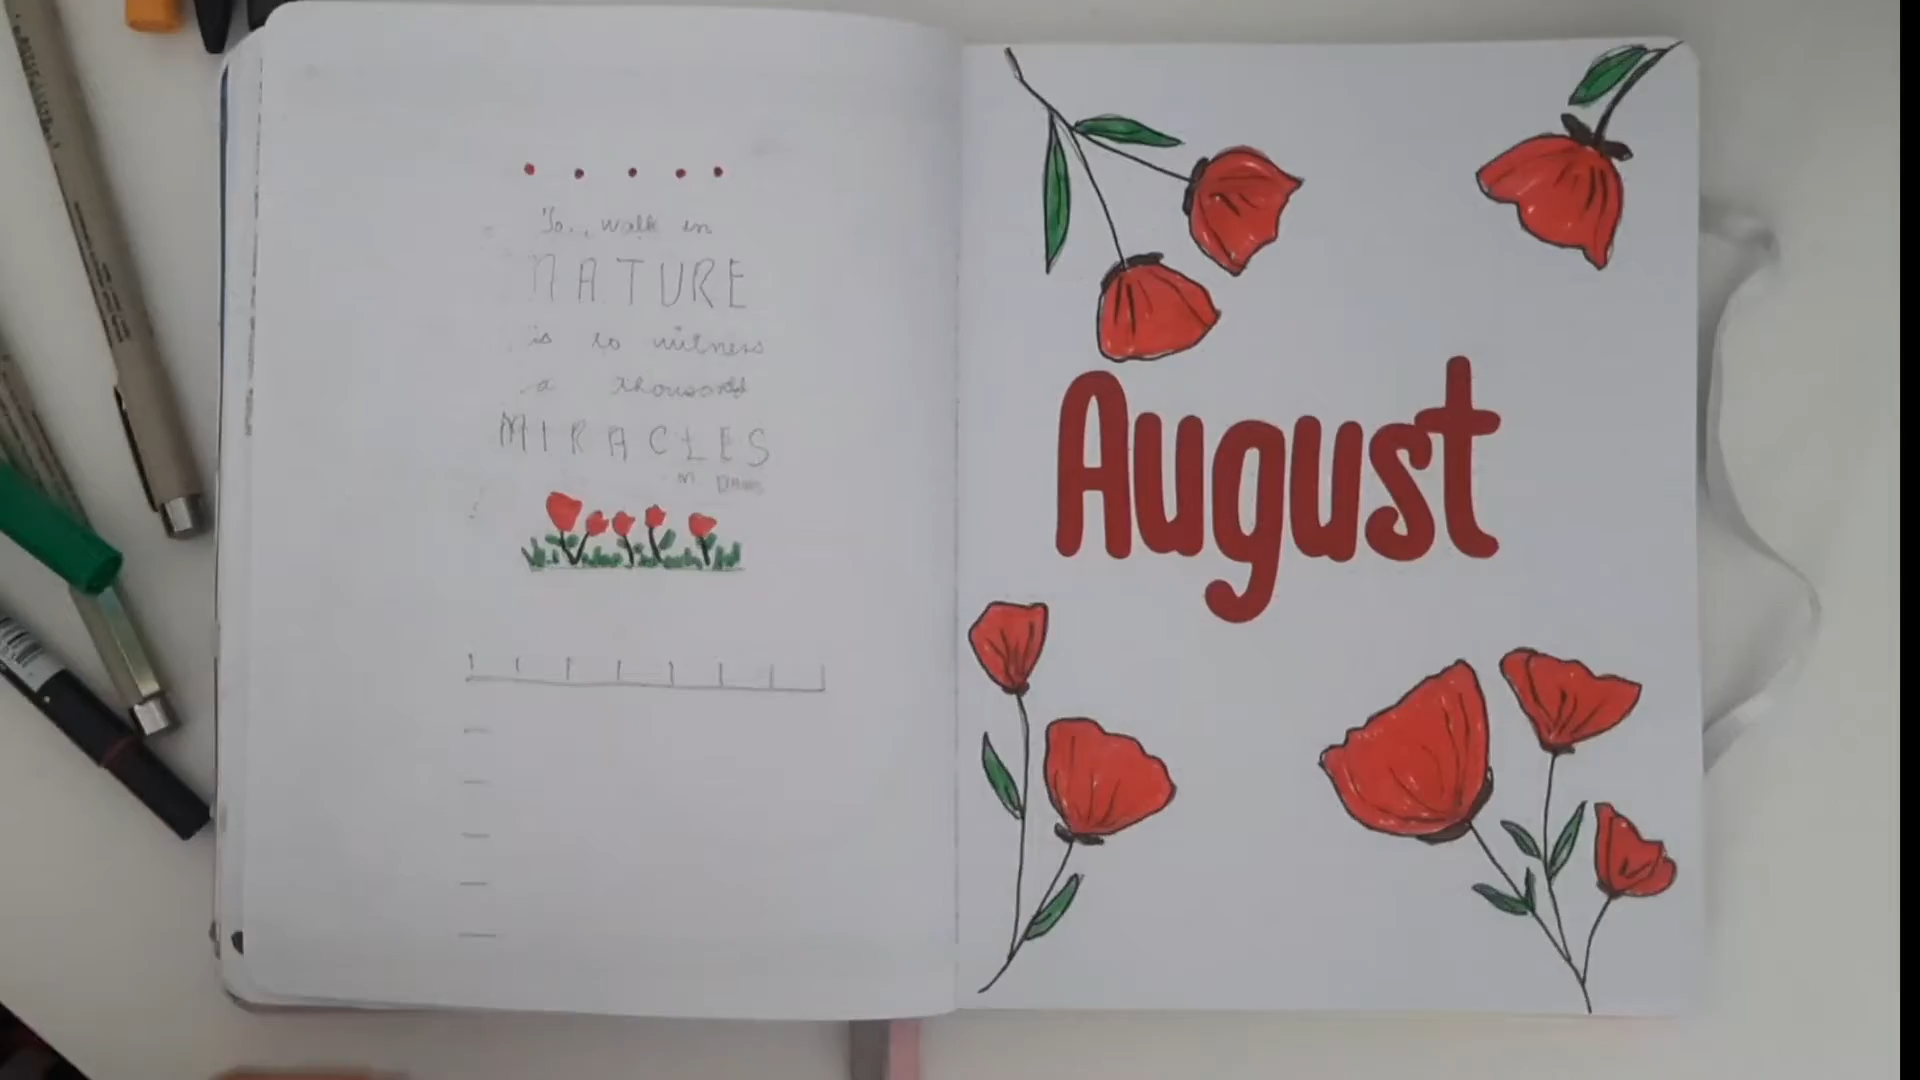 To walk in
NATURE
is to witness
a thousand
MIRACLES
August